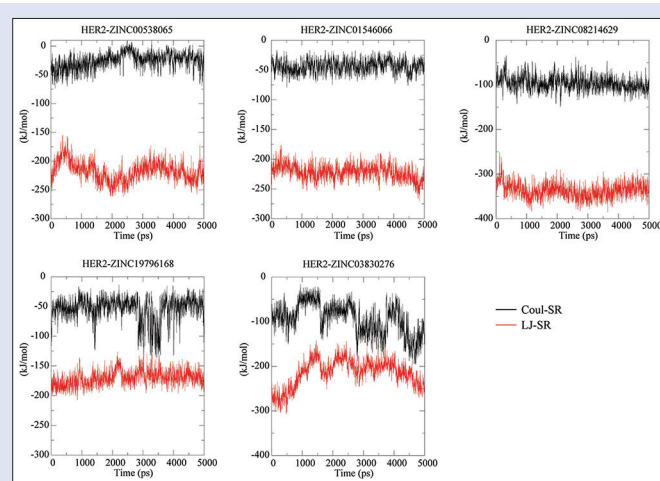 HER2-ZINC00538065
HER2-ZINC01546066
HER2-ZINC08214629
(kJ/mol)
0
-50
-100
-150
-200
-250
-300
0 1000 2000 3000 4000 5000
Time (ps)
(kJ/mol)
0
-50
-100
-150
-200
-250
-300
0 1000 2000 3000 4000 5000
Time (ps)
(kJ/mol)
0
-100
-200
-300
-400
0 1000 2000 3000 4000 5000
Time (ps)
HER2-ZINC19796168
HER2-ZINC03830276
(kJ/mol)
0
-50
-100
-150
-200
-250
-300
0 1000 2000 3000 4000 5000
Time (ps)
(kJ/mol)
0
-100
-200
-300
-400
0 1000 2000 3000 4000 5000
Time (ps)
Coul-SR
LJ-SR